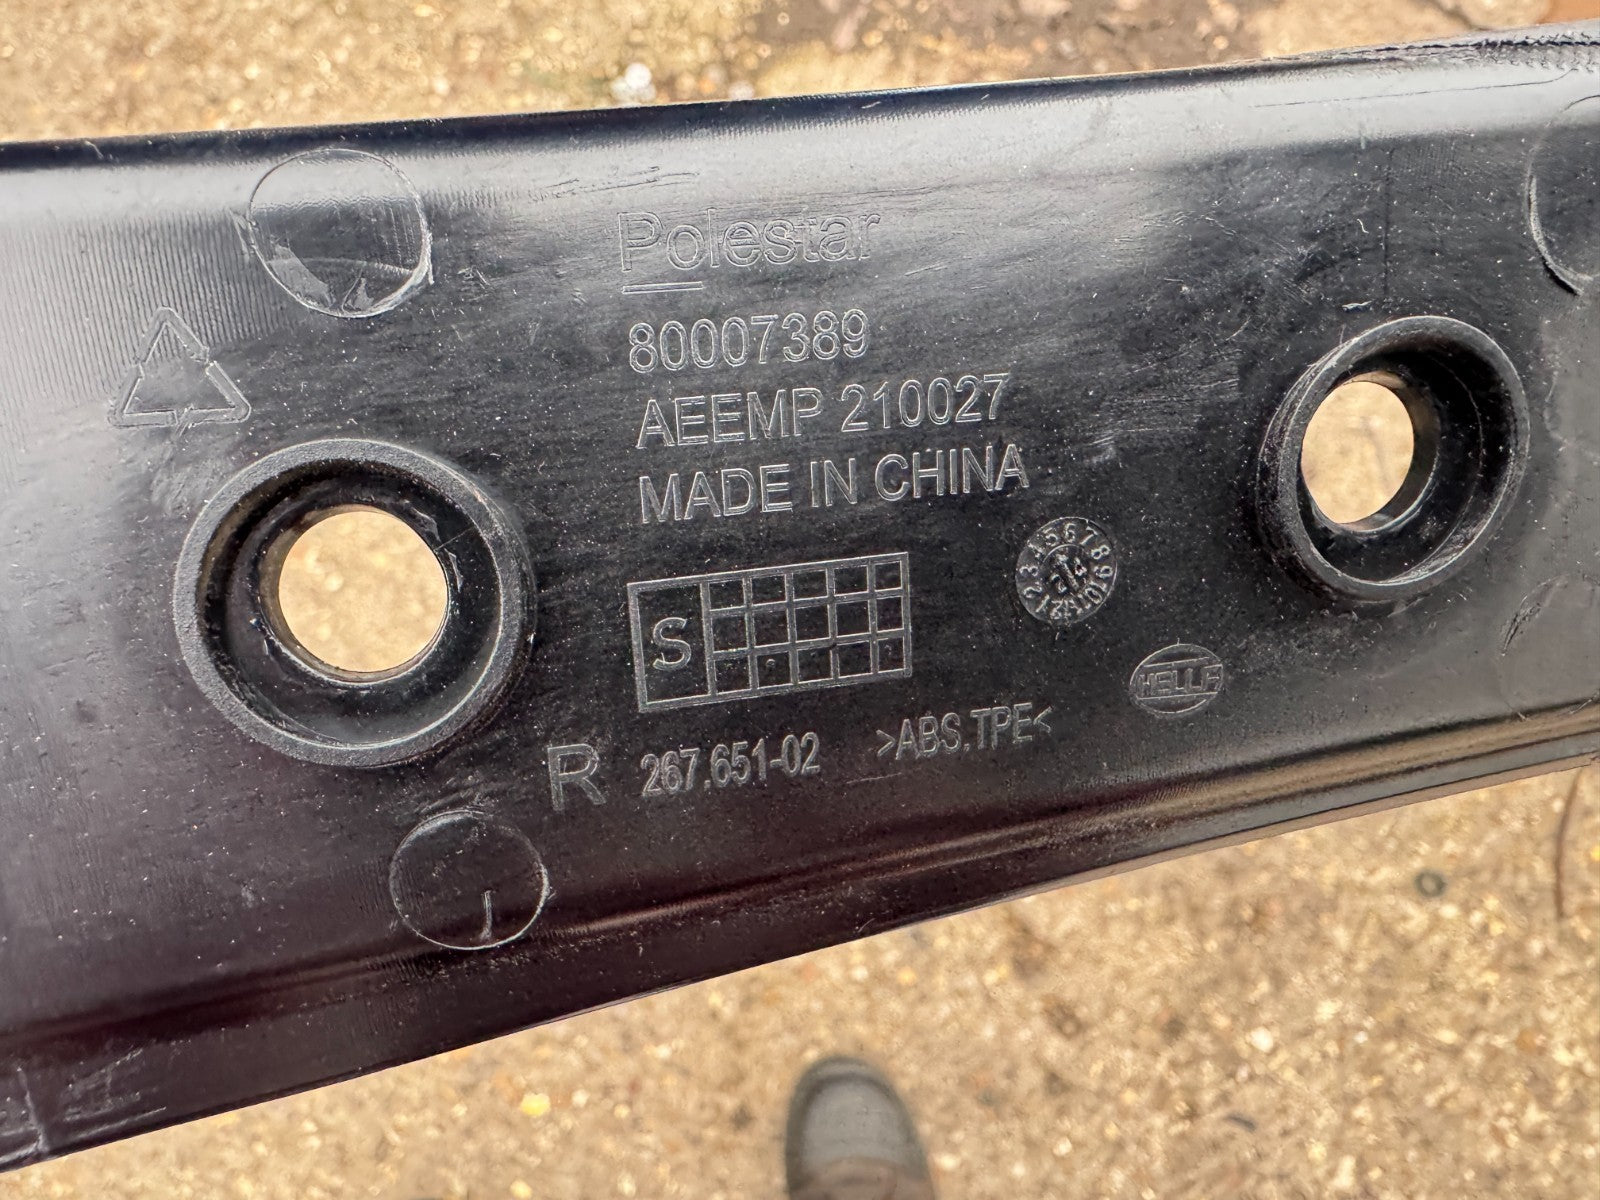 Polestar
80007389
AEEMP 210027
MADE IN CHINA
S
HELLA
R 267.651-02 >ABS.TPE<